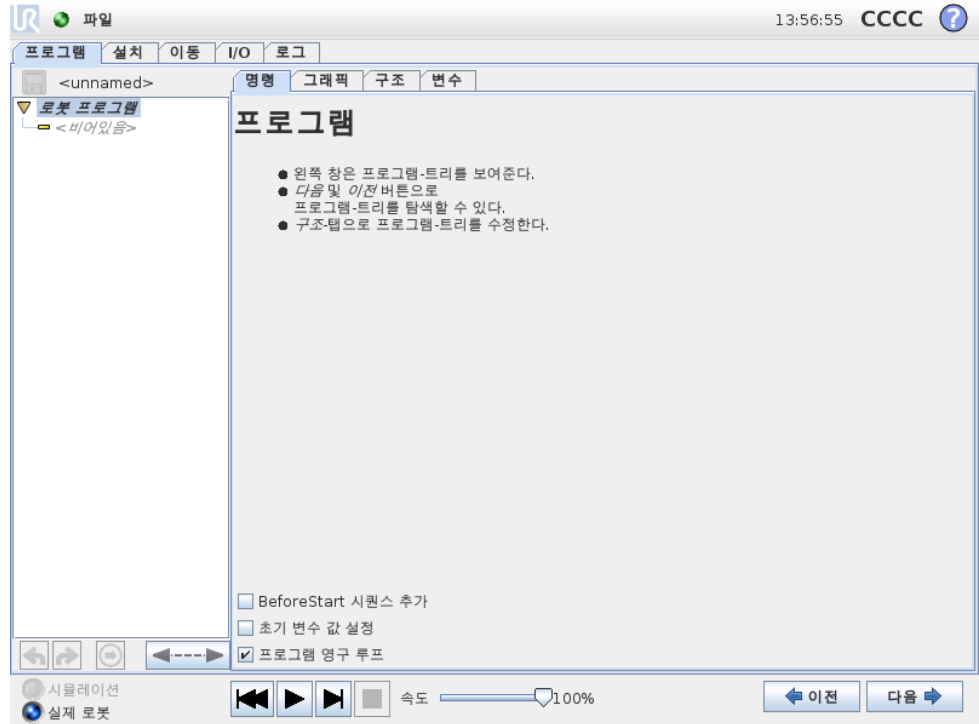 UR 파일 13:56:55 CCCC ?
프로그램 설치 이동 I/O 로그
<unnamed> 명령 그래픽 구조 변수
로봇 프로그램
<비어있음>
프로그램
● 왼쪽 창은 프로그램-트리를 보여준다.
● 다음 및 이전 버튼으로
프로그램-트리를 탐색할 수 있다.
● 구조-탭으로 프로그램-트리를 수정한다.
BeforeStart 시퀀스 추가
초기 변수 값 설정
프로그램 영구 루프
시뮬레이션
실제 로봇
속도 100% 이전 다음